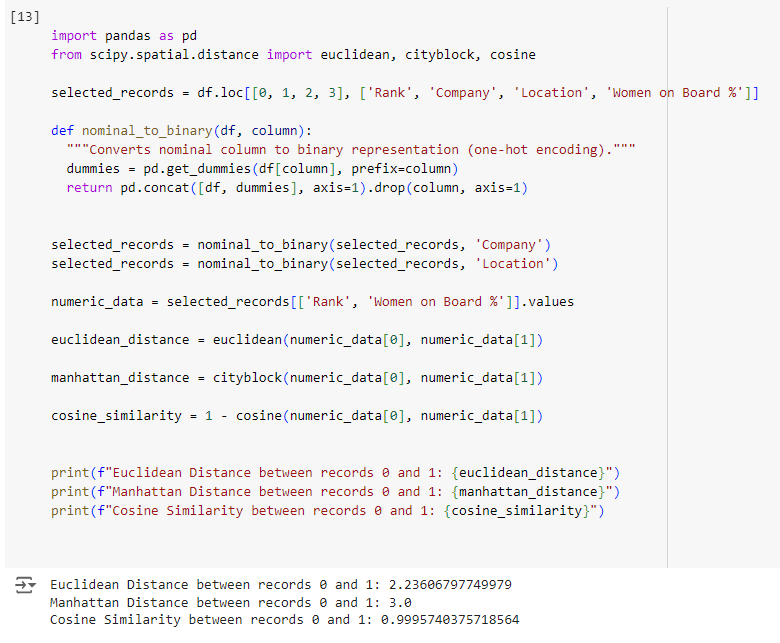 [13]
import pandas as pd
from scipy.spatial.distance import euclidean, cityblock, cosine
selected_records = df.loc[[0, 1, 2, 3], ['Rank', 'Company', 'Location', 'Women on Board %']]
def nominal_to_binary(df, column):
  """Converts nominal column to binary representation (one-hot encoding)."""
  dummies = pd.get_dummies(df[column], prefix=column)
  return pd.concat([df, dummies], axis=1).drop(column, axis=1)
selected_records = nominal_to_binary(selected_records, 'Company')
selected_records = nominal_to_binary(selected_records, 'Location')
numeric_data = selected_records[['Rank', 'Women on Board %']].values
euclidean_distance = euclidean(numeric_data[0], numeric_data[1])
manhattan_distance = cityblock(numeric_data[0], numeric_data[1])
cosine_similarity = 1 - cosine(numeric_data[0], numeric_data[1])
print(f"Euclidean Distance between records 0 and 1: {euclidean_distance}")
print(f"Manhattan Distance between records 0 and 1: {manhattan_distance}")
print(f"Cosine Similarity between records 0 and 1: {cosine_similarity}")
Euclidean Distance between records 0 and 1: 2.23606797749979
Manhattan Distance between records 0 and 1: 3.0
Cosine Similarity between records 0 and 1: 0.9995740375718564